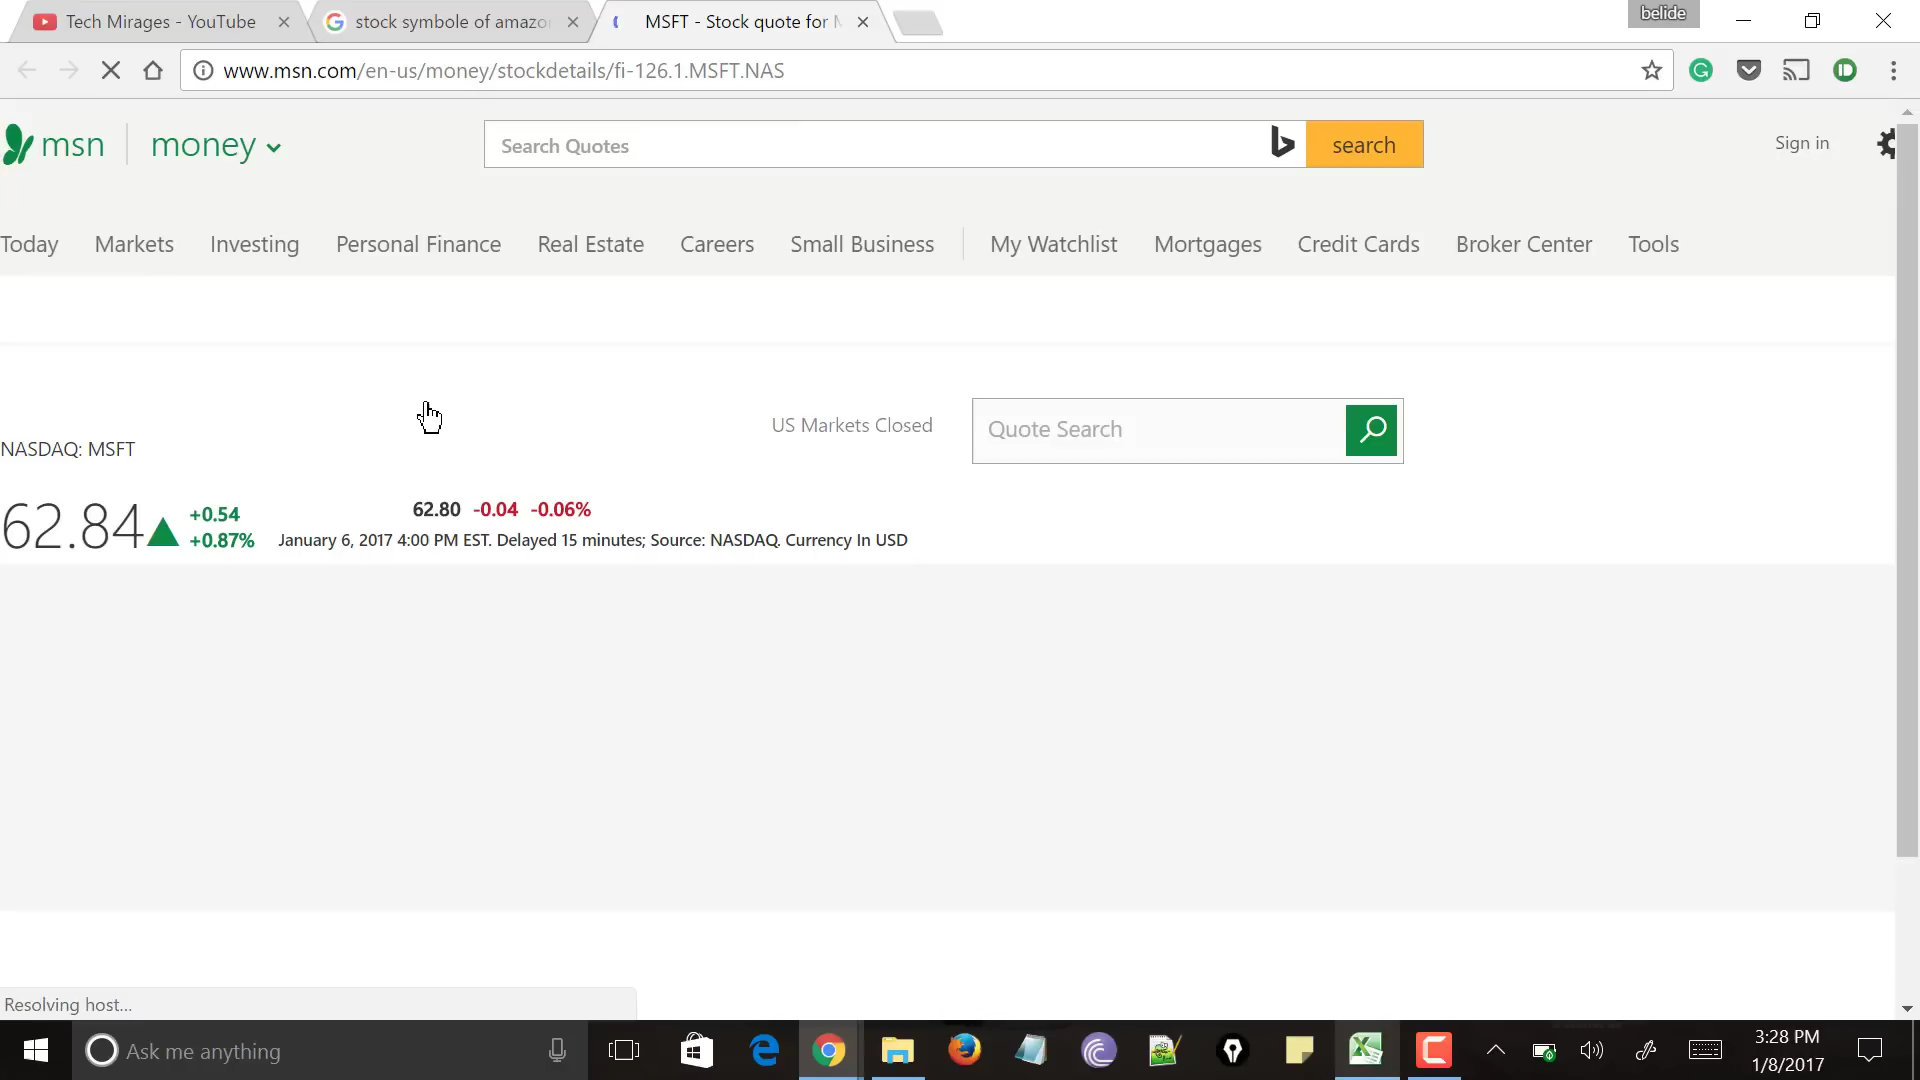 Tech Mirages - YouTube
stock symbole of amazo
MSFT - Stock quote for M
belide
www.msn.com/en-us/money/stockdetails/fi-126.1.MSFT.NAS
msn
money
Search Quotes
search
Sign in
Today
Markets
Investing
Personal Finance
Real Estate
Careers
Small Business
My Watchlist
Mortgages
Credit Cards
Broker Center
Tools
US Markets Closed
Quote Search
NASDAQ: MSFT
62.84
+0.54
+0.87%
62.80 -0.04 -0.06%
January 6, 2017 4:00 PM EST. Delayed 15 minutes; Source: NASDAQ. Currency In USD
Resolving host...
Ask me anything
3:28 PM
1/8/2017